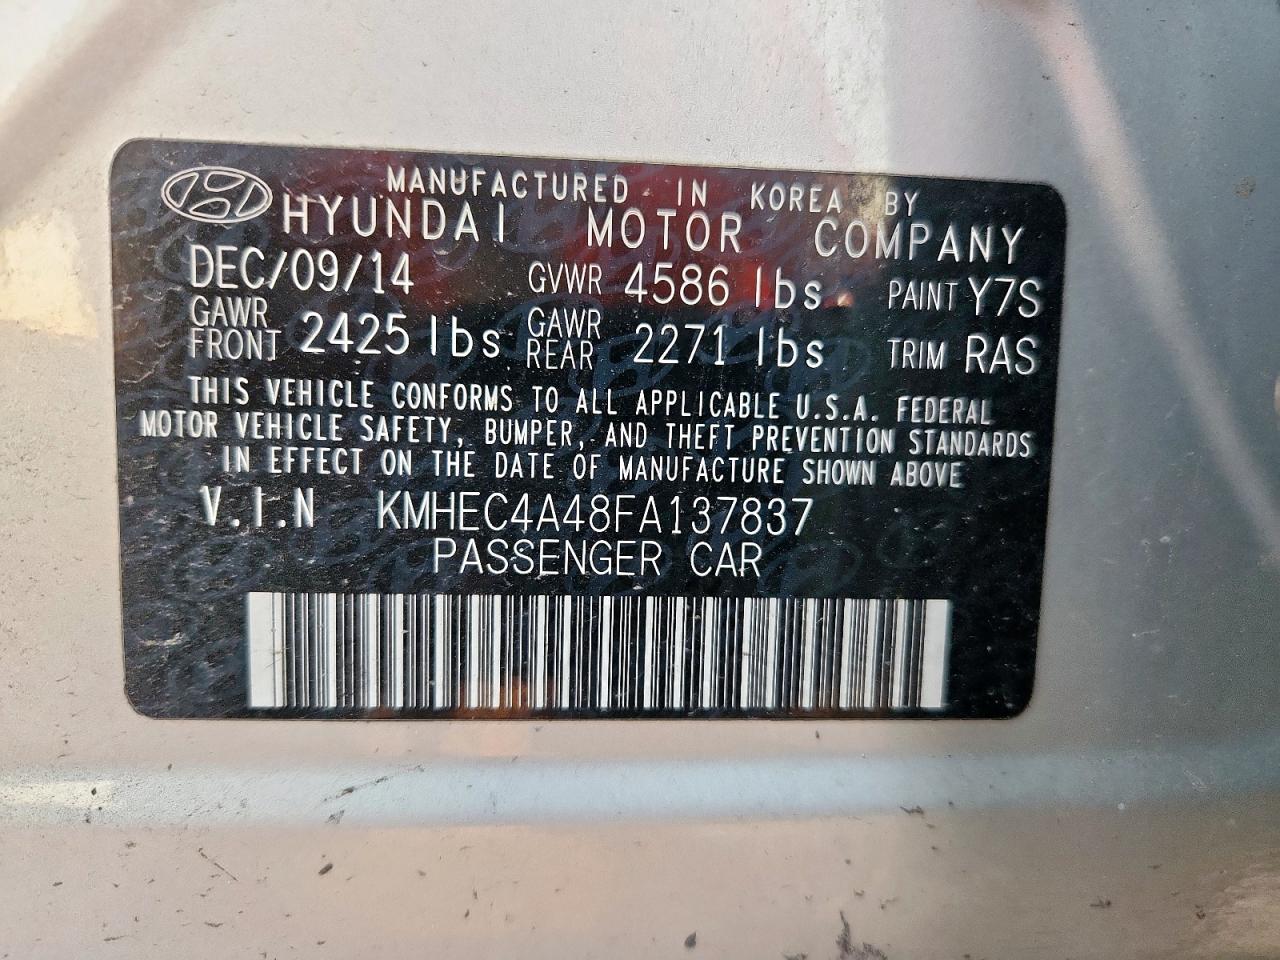 MANUFACTURED IN KOREA BY
HYUNDAI MOTOR COMPANY
DEC/09/14 GVWR 4586 lbs. PAINT Y7S
GAWR FRONT 2425 lbs GAWR REAR 2271 lbs TRIM RAS
THIS VEHICLE CONFORMS TO ALL APPLICABLE U.S.A. FEDERAL
MOTOR VEHICLE SAFETY, BUMPER, AND THEFT PREVENTION STANDARDS
IN EFFECT ON THE DATE OF MANUFACTURE SHOWN ABOVE
V.I.N KMHEC4A48FA137837
PASSENGER CAR